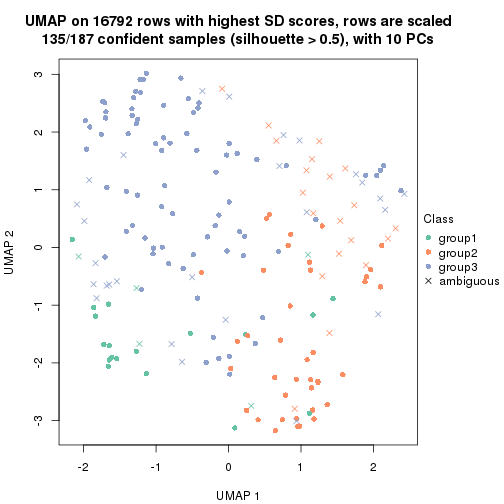 UMAP on 16792 rows with highest SD scores, rows are scaled
135/187 confident samples (silhouette > 0.5), with 10 PCs
3
2
1
0
-1
-2
-3
UMAP 2
-2
-1
0
1
2
UMAP 1
Class
group1
group2
group3
ambiguous